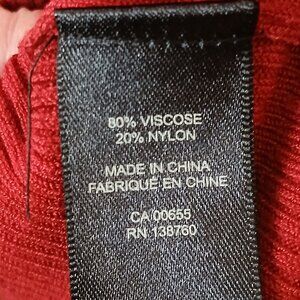 80% VISCOSE
20% NYLON
MADE IN CHINA
FABRIQUÉ EN CHINE
CA 00655
RN 138760